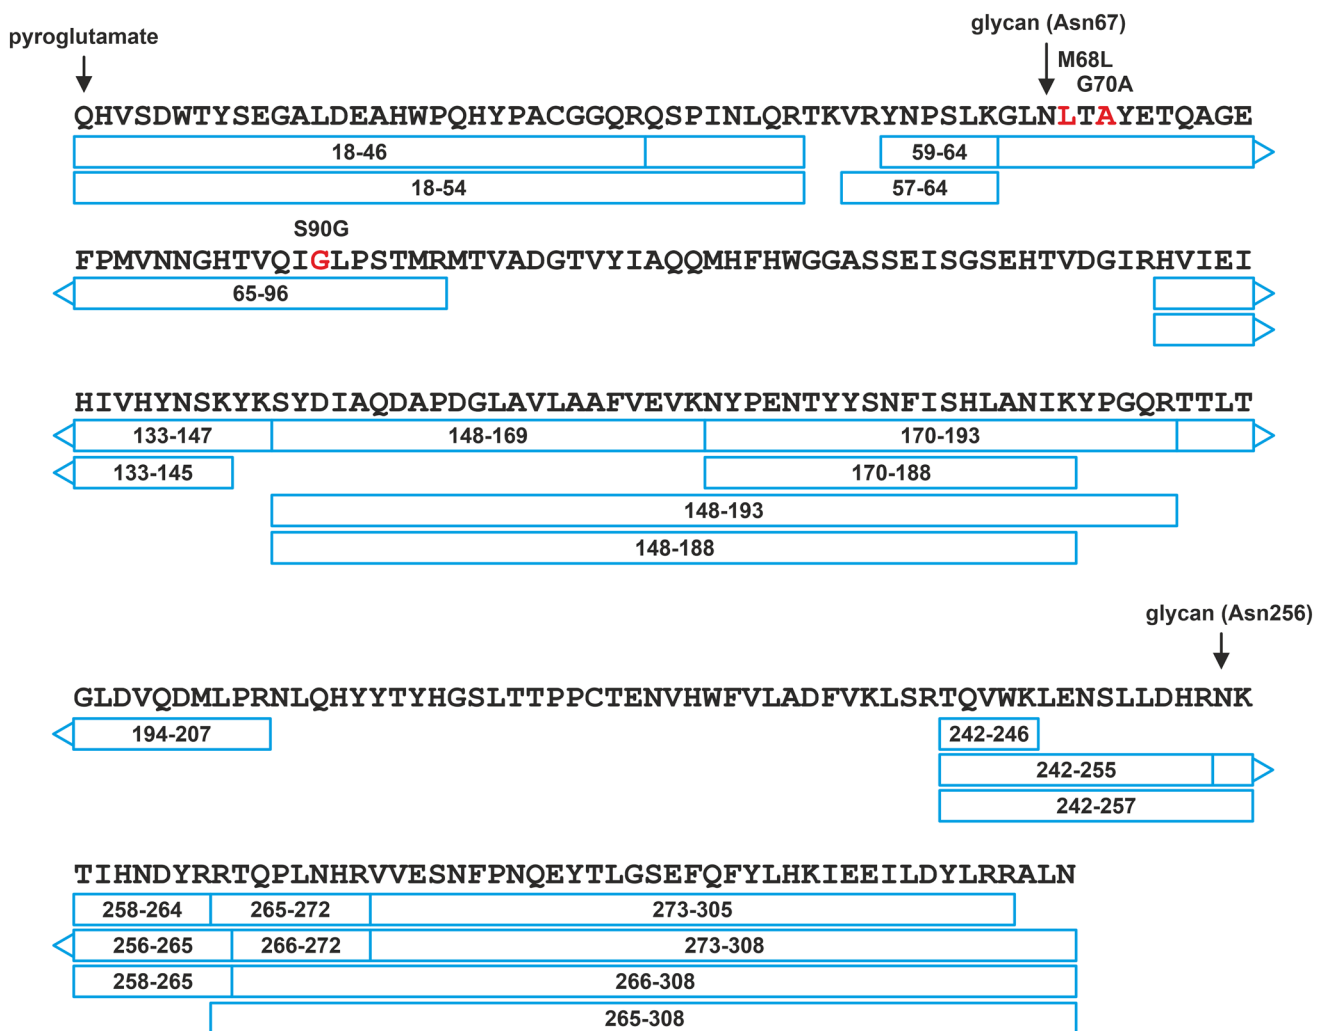 glycan (Asn67)
pyroglutamate
M68L
G70A
QHVSDWTYSEGALDEAHWPQHYPACGGQRQSPINLQRTKVRYNPSLKGLNLTAYETQAGE
18-46 59-64
18-54 57-64
S90G
FPMVNNGHTVQIGLPSTMRMTVADGTVYIAQQMHFHWGGASSEISGSEHTVDGIRHVIEI
65-96
HIVHYNSKYKSYDIAQDAPDGLAVLAAFVEVKNYPENTYYSNFISHLANIKYPGQRTTLT
133-147 148-169 170-193
133-145 170-188
148-193
148-188
glycan (Asn256)
GLDVQDMLPRNLQHYYTYHGSLTTPPCTENVHWFVLADFVKLSRTQVWKLENSLLDHRNK
194-207 242-246
242-255
242-257
TIHNDYRRTQPLNHRVVESNFPNQEYTLGSEFQFYLHKIEEILDYLRRALN
258-264 265-272 273-305
256-265 266-272 273-308
258-265 266-308
265-308